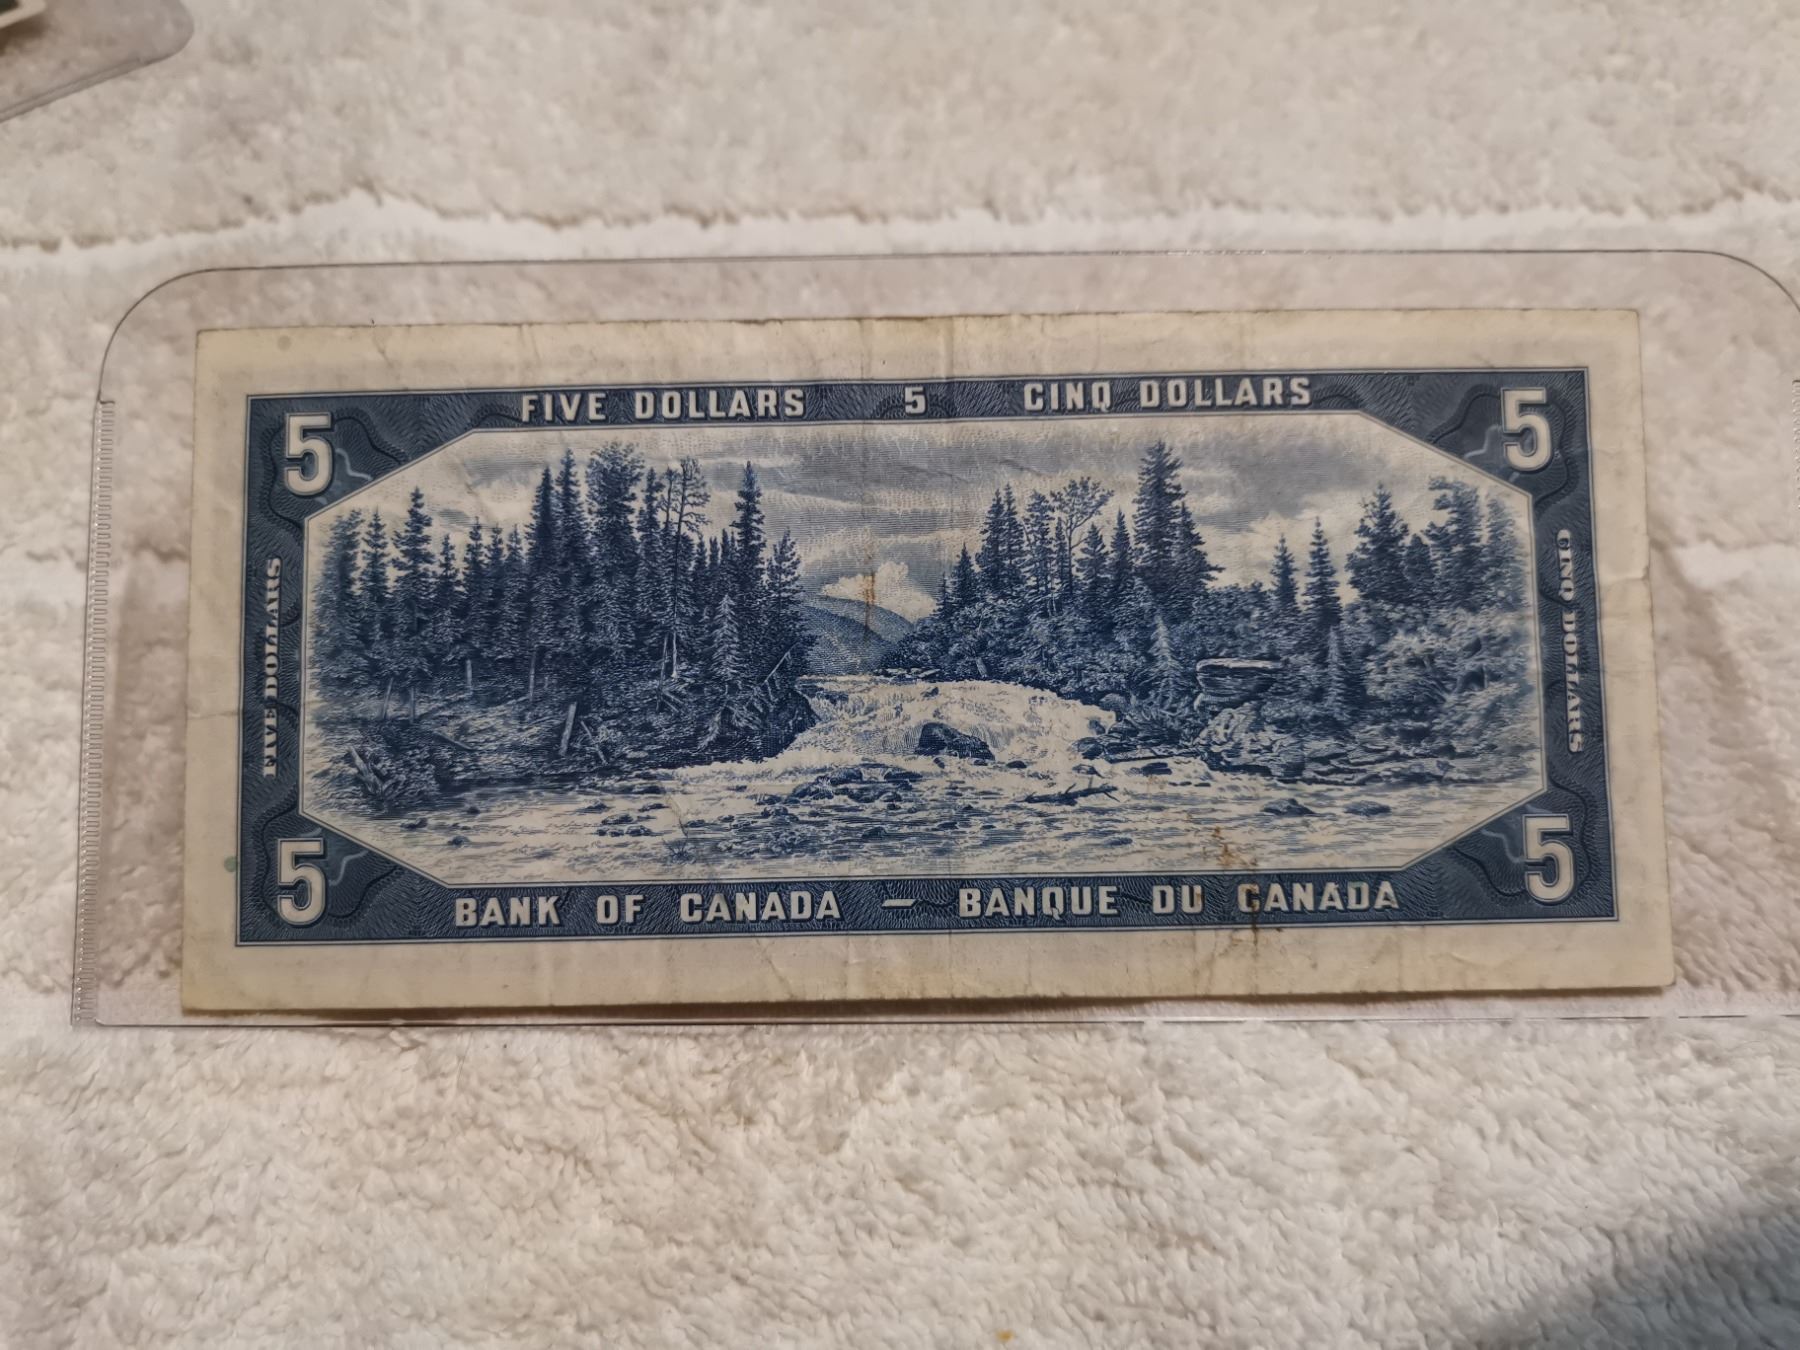 FIVE DOLLARS 5 CINQ DOLLARS
5 5
FIVE DOLLARS
CINQ DOLLARS
5 5
BANK OF CANADA — BANQUE DU CANADA